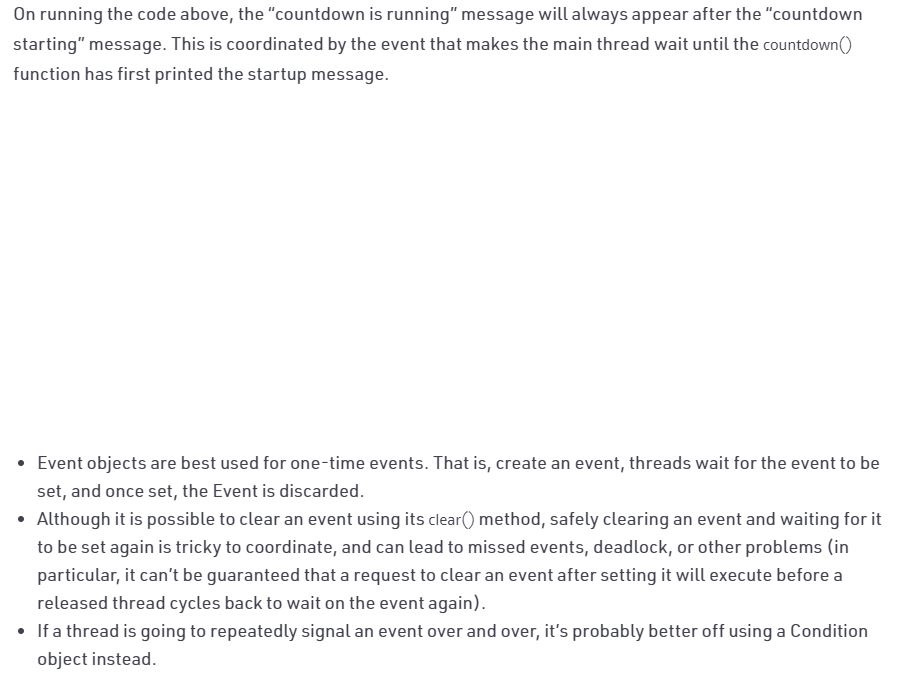 On running the code above, the “countdown is running” message will always appear after the “countdown
starting” message. This is coordinated by the event that makes the main thread wait until the countdown()
function has first printed the startup message.
• Event objects are best used for one-time events. That is, create an event, threads wait for the event to be
set, and once set, the Event is discarded.
• Although it is possible to clear an event using its clear() method, safely clearing an event and waiting for it
to be set again is tricky to coordinate, and can lead to missed events, deadlock, or other problems (in
particular, it can’t be guaranteed that a request to clear an event after setting it will execute before a
released thread cycles back to wait on the event again).
• If a thread is going to repeatedly signal an event over and over, it’s probably better off using a Condition
object instead.